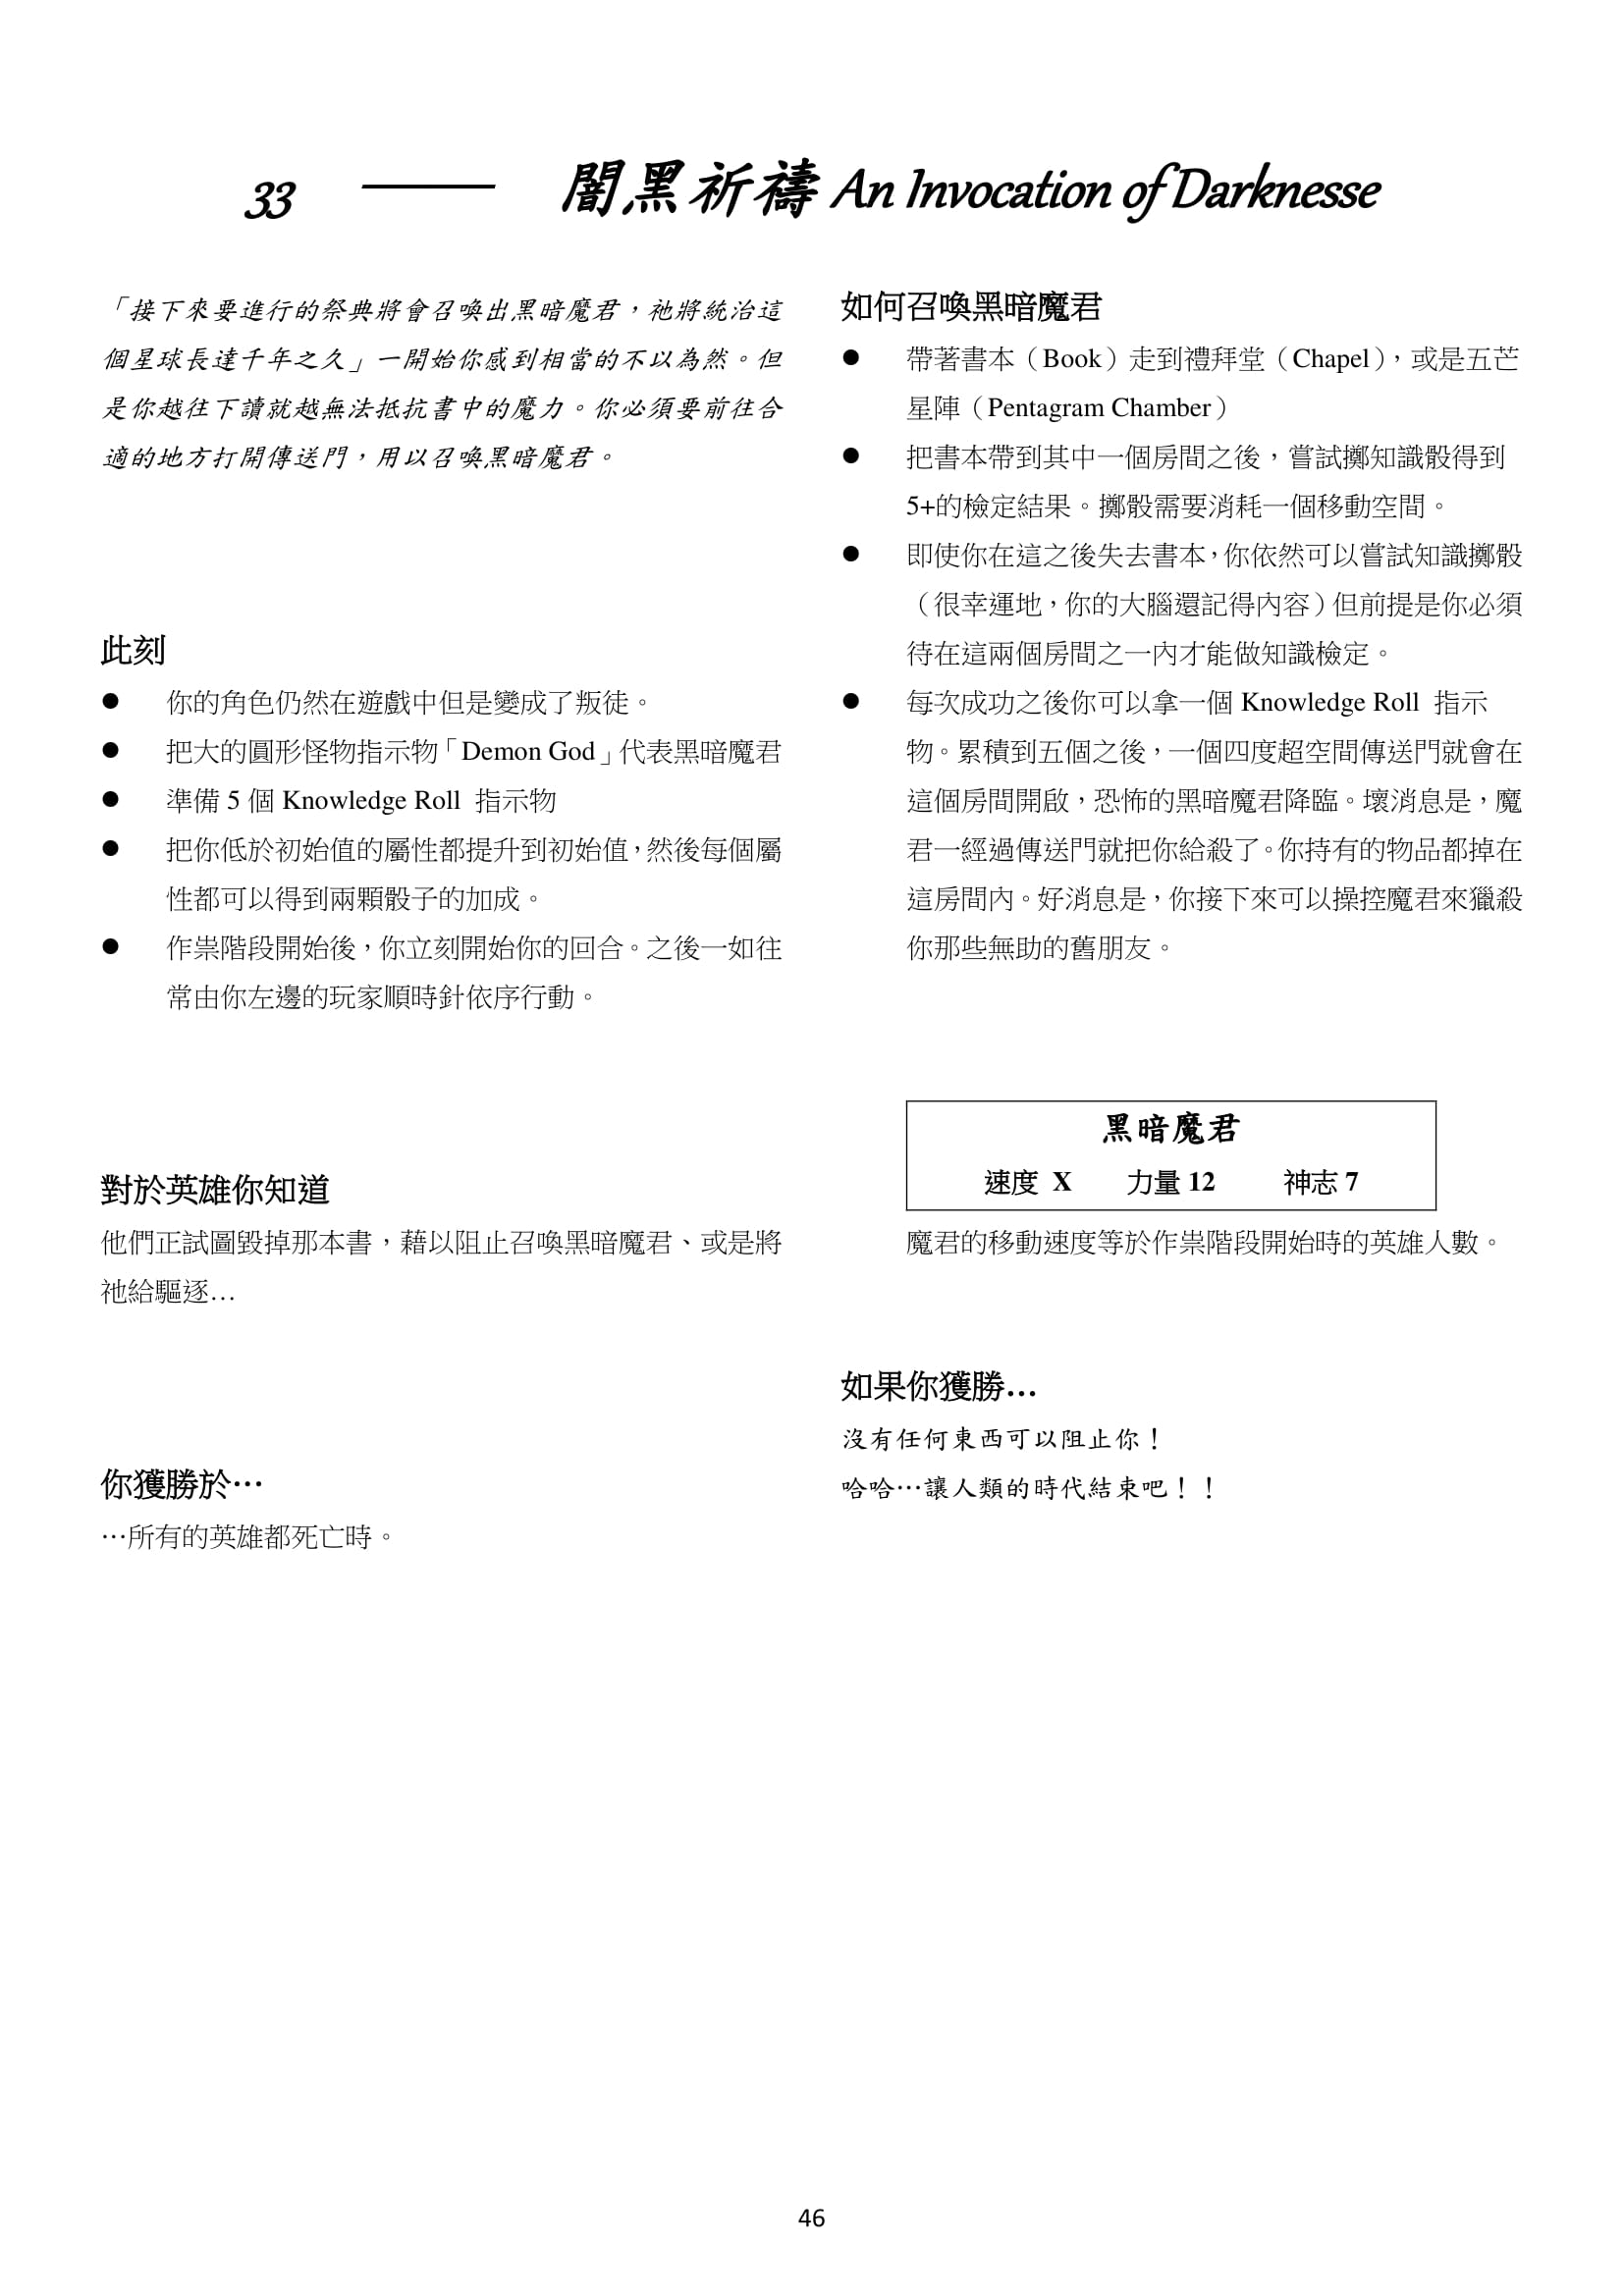 33 —— 闇黑祈禱 An Invocation of Darknesse
「接下來要進行的祭典將會召喚出黑暗魔君，祂將統治這
個星球長達千年之久」一開始你感到相當的不以為然。但
是你越往下讀就越無法抵抗書中的魔力。你必須要前往合
適的地方打開傳送門，用以召喚黑暗魔君。
此刻
● 你的角色仍然在遊戲中但是變成了叛徒。
● 把大的圓形怪物指示物「Demon God」代表黑暗魔君
● 準備 5 個 Knowledge Roll 指示物
● 把你低於初始值的屬性都提升到初始值，然後每個屬
性都可以得到兩顆骰子的加成。
● 作祟階段開始後，你立刻開始你的回合。之後一如往
常由你左邊的玩家順時針依序行動。
對於英雄你知道
他們正試圖毀掉那本書，藉以阻止召喚黑暗魔君、或是將
祂給驅逐…
你獲勝於…
…所有的英雄都死亡時。
如何召喚黑暗魔君
● 帶著書本（Book）走到禮拜堂（Chapel），或是五芒
星陣（Pentagram Chamber）
● 把書本帶到其中一個房間之後，嘗試擲知識骰得到
5+的檢定結果。擲骰需要消耗一個移動空間。
● 即使你在這之後失去書本，你依然可以嘗試知識擲骰
（很幸運地，你的大腦還記得內容）但前提是你必須
待在這兩個房間之一內才能做知識檢定。
● 每次成功之後你可以拿一個 Knowledge Roll 指示
物。累積到五個之後，一個四度超空間傳送門就會在
這個房間開啟，恐怖的黑暗魔君降臨。壞消息是，魔
君一經過傳送門就把你給殺了。你持有的物品都掉在
這房間內。好消息是，你接下來可以操控魔君來獵殺
你那些無助的舊朋友。
黑暗魔君
速度 X 力量 12 神志 7
魔君的移動速度等於作祟階段開始時的英雄人數。
如果你獲勝…
沒有任何東西可以阻止你！
哈哈…讓人類的時代結束吧！！
46